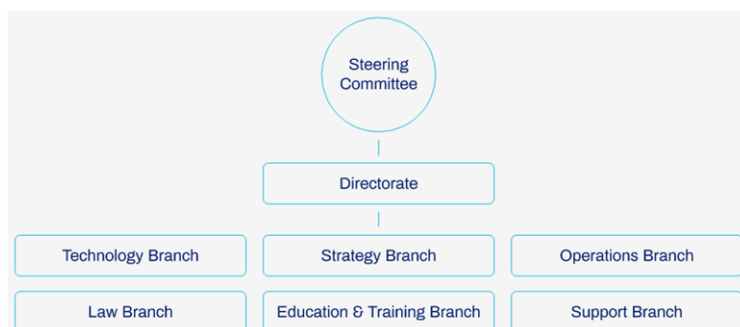 Steering
Committee
Directorate
Technology Branch
Strategy Branch
Operations Branch
Law Branch
Education & Training Branch
Support Branch